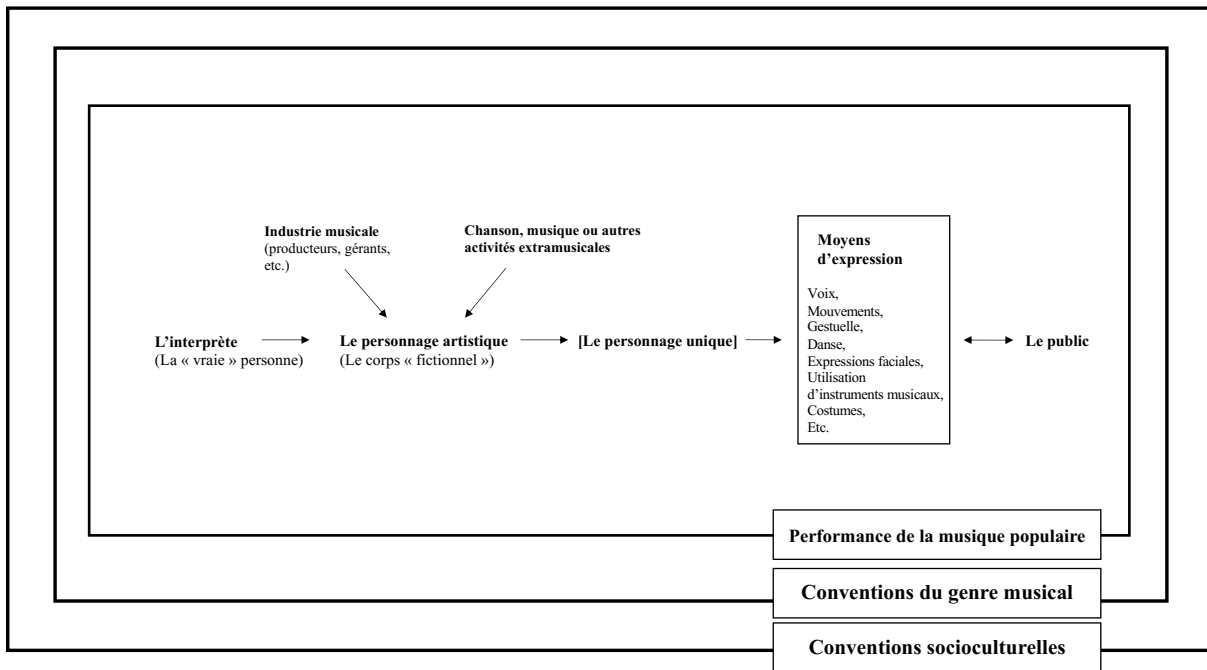 Industrie musicale
(producteurs, gérants,
etc.)
Chanson, musique ou autres
activités extramusicales
L'interprète
(La « vraie » personne)
Le personnage artistique
(Le corps « fictionnel »)
[Le personnage unique]
Moyens
d'expression
Voix,
Mouvements,
Gestuelle,
Danse,
Expressions faciales,
Utilisation
d'instruments musicaux,
Costumes,
Etc.
Le public
Performance de la musique populaire
Conventions du genre musical
Conventions socioculturelles